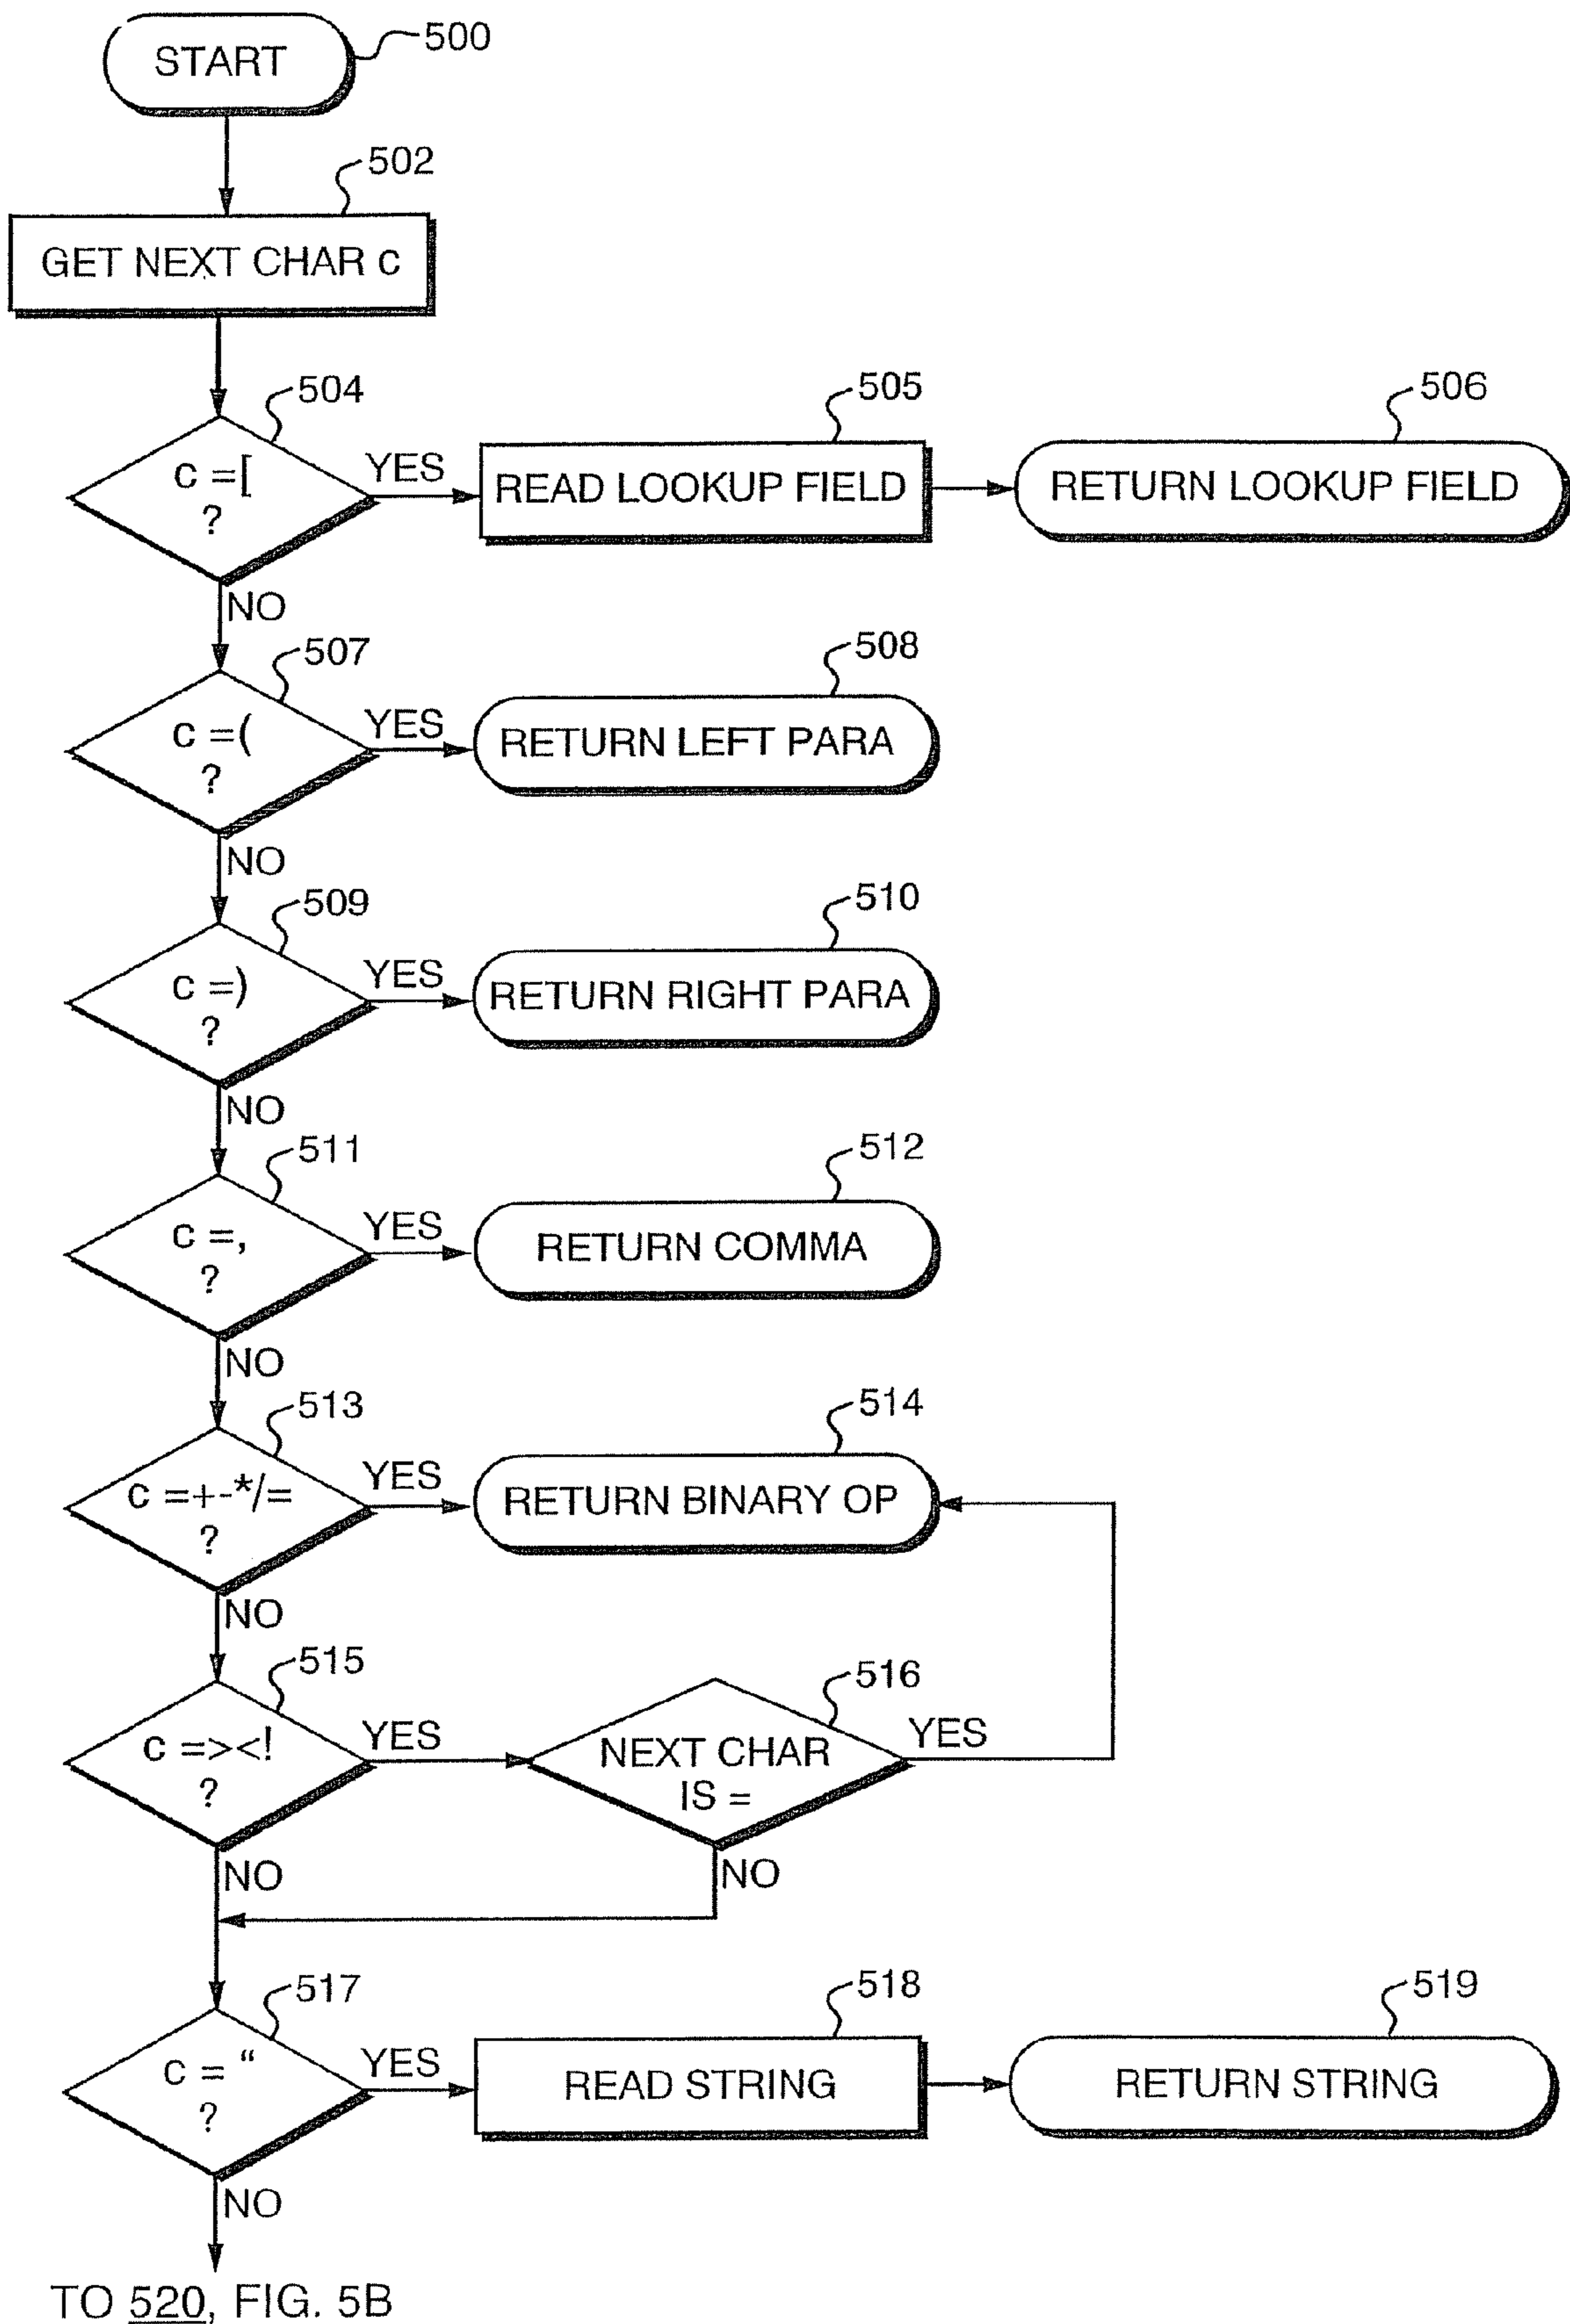 START
500
502
GET NEXT CHAR c
504
c =[
?
YES
505
READ LOOKUP FIELD
506
RETURN LOOKUP FIELD
NO
507
c =(
?
YES
508
RETURN LEFT PARA
NO
509
c =)
?
YES
510
RETURN RIGHT PARA
NO
511
c =,
?
YES
512
RETURN COMMA
NO
513
c =+-*/=
?
YES
514
RETURN BINARY OP
NO
515
c =><!
?
YES
516
NEXT CHAR
IS =
YES
NO
NO
517
c = “
?
YES
518
READ STRING
519
RETURN STRING
NO
TO 520, FIG. 5B